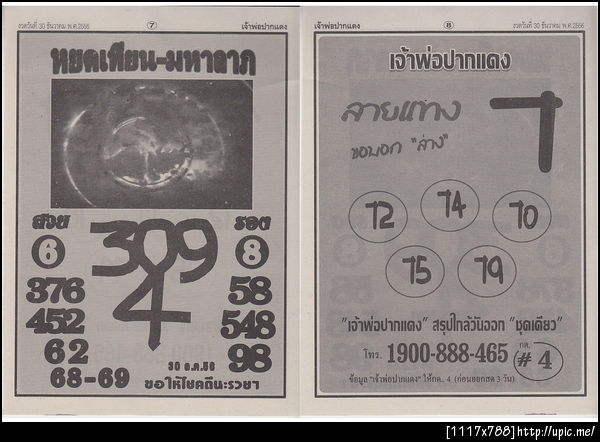 งวดวันที่ 30 ธันวาคม พ.ศ.2556
7
เจ้าพ่อปากแดง
หยดเทียน-มหาลาภ
สวย
รอง
6
309
8
4
376
58
452
548
62
98
68-69
30 ธ.ค.56
ขอให้โชคดีนะรวยๆ
เจ้าพ่อปากแดง
8
งวดวันที่ 30 ธันวาคม พ.ศ.2556
เจ้าพ่อปากแดง
สายแทง
7
ขอบอก "ล่าง"
72
74
70
75
79
"เจ้าพ่อปากแดง" สรุปใกล้วันออก "ชุดเดียว"
โทร. 1900-888-465
กด.
# 4
ข้อมูล "เจ้าพ่อปากแดง" ให้กด.. 4 (ก่อนออกสด 3 วัน)
[1117x788]http://upic.me/